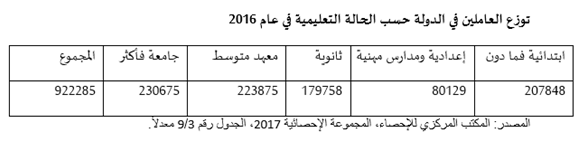 توزع العاملين في الدولة حسب الحالة التعليمية في عام 2016
ابتدائية فما دون إعدادية ومدارس مهنية ثانوية معهد متوسط جامعة فأكثر المجموع
207848 80129 179758 223875 230675 922285
المصدر: المكتب المركزي للإحصاء، المجموعة الإحصائية 2017، الجدول رقم 9/3 معدلاً.